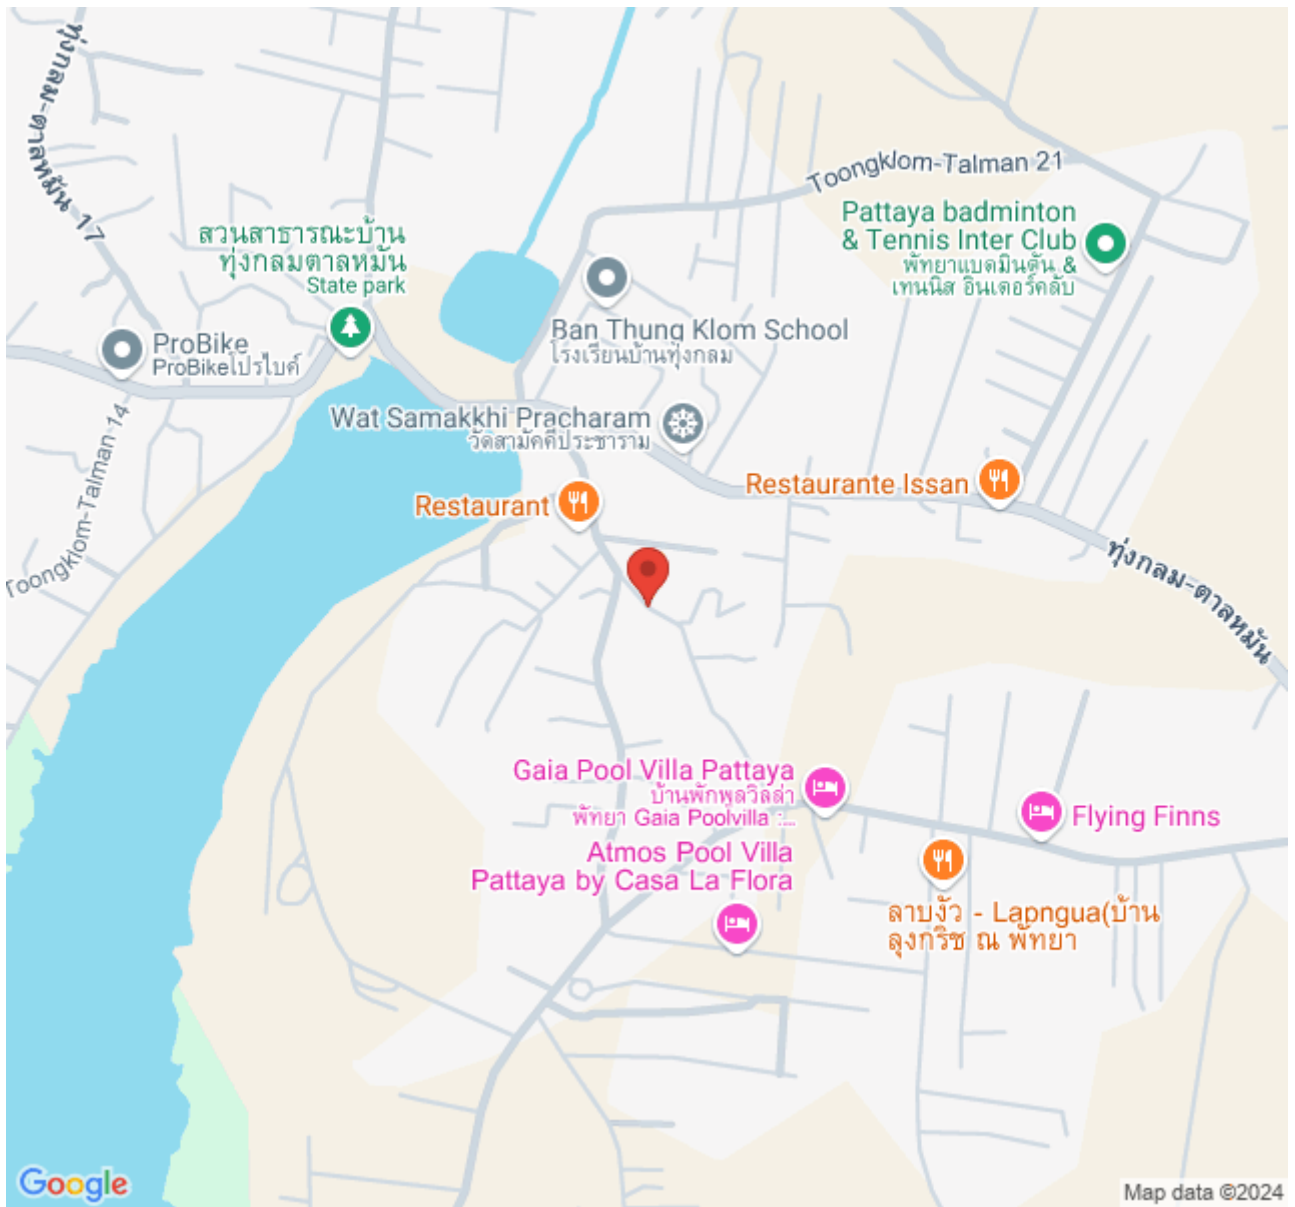 ทุ่งกลม-ตาลหมัน 17
Toongklom-Talman 21
Pattaya badminton
& Tennis Inter Club
พัทยาแบดมินตัน &
เทนนิส อินเตอร์คลับ
สวนสาธารณะบ้าน
ทุ่งกลมตาลหมัน
State park
Ban Thung Klom School
โรงเรียนบ้านทุ่งกลม
ProBike
ProBikeโปรไบค์
Wat Samakkhi Pracharam
วัดสามัคคีประชาราม
Toongklom-Talman 14
Restaurante Issan
Restaurant
ทุ่งกลม-ตาลหมัน
Gaia Pool Villa Pattaya
บ้านพักพูลวิลล่า
พัทยา Gaia Poolvilla :...
Flying Finns
Atmos Pool Villa
Pattaya by Casa La Flora
ลาบงัว - Lapngua(บ้าน
ลุงกริช ณ พัทยา
Google
Map data ©2024